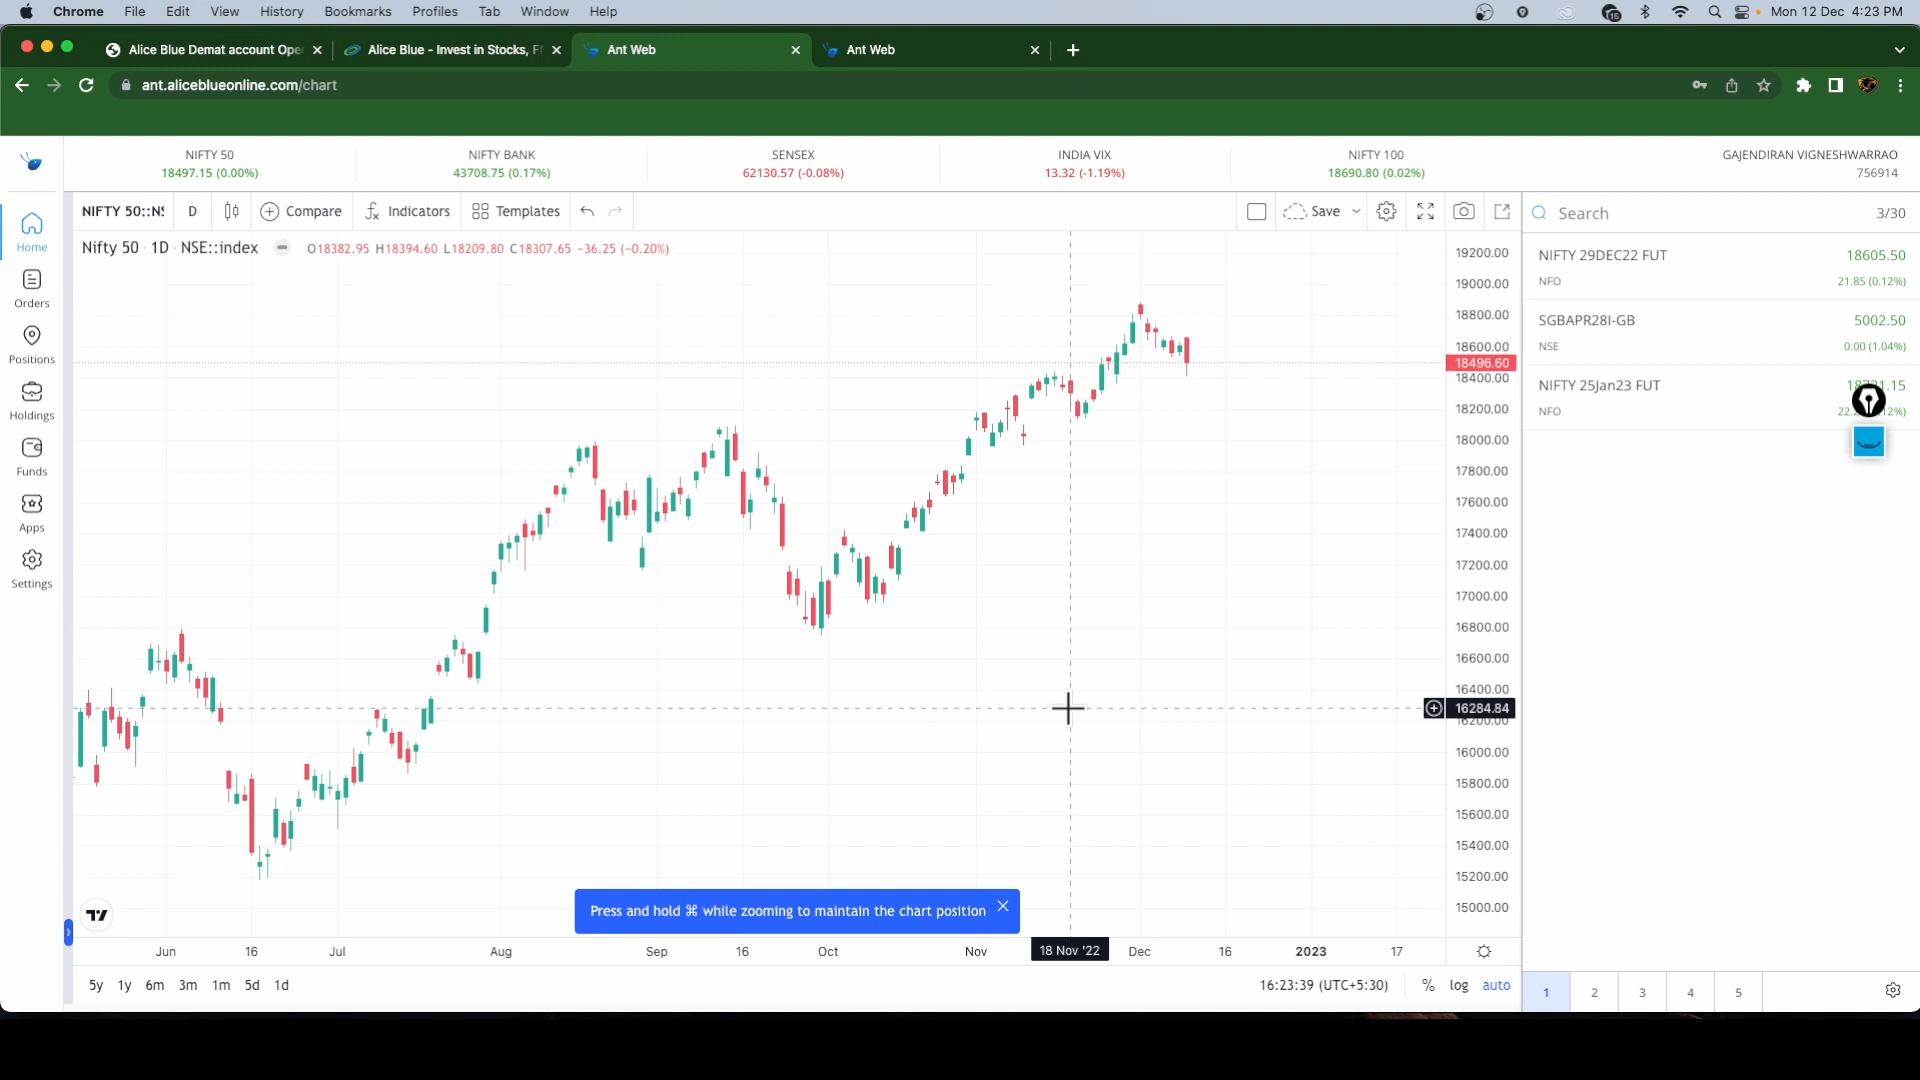 Chrome File Edit View History Bookmarks Profiles Tab Window Help
15
Mon 12 Dec 4:23 PM
Alice Blue Demat account Ope
Alice Blue - Invest in Stocks, F
Ant Web
Ant Web
ant.aliceblueonline.com/chart
NIFTY 50
18497.15 (0.00%)
NIFTY BANK
43708.75 (0.17%)
SENSEX
62130.57 (-0.08%)
INDIA VIX
13.32 (-1.19%)
NIFTY 100
18690.80 (0.02%)
GAJENDIRAN VIGNESHWARRAO
756914
Home
Orders
Positions
Holdings
Funds
Apps
Settings
NIFTY 50::NS D Compare Indicators Templates Save
Nifty 50 · 1D · NSE::index O18382.95 H18394.60 L18209.80 C18307.65 −36.25 (−0.20%)
19200.00
19000.00
18800.00
18600.00
18496.60
18400.00
18200.00
18000.00
17800.00
17600.00
17400.00
17200.00
17000.00
16800.00
16600.00
16400.00
16284.84
16200.00
16000.00
15800.00
15600.00
15400.00
15200.00
15000.00
Press and hold ⌘ while zooming to maintain the chart position
Jun 16 Jul Aug Sep 16 Oct Nov 18 Nov '22 Dec 16 2023 17
5y 1y 6m 3m 1m 5d 1d
16:23:39 (UTC+5:30) % log auto
Search 3/30
NIFTY 29DEC22 FUT 18605.50
NFO 21.85 (0.12%)
SGBAPR28I-GB 5002.50
NSE 0.00 (1.04%)
NIFTY 25Jan23 FUT
NFO
1 2 3 4 5